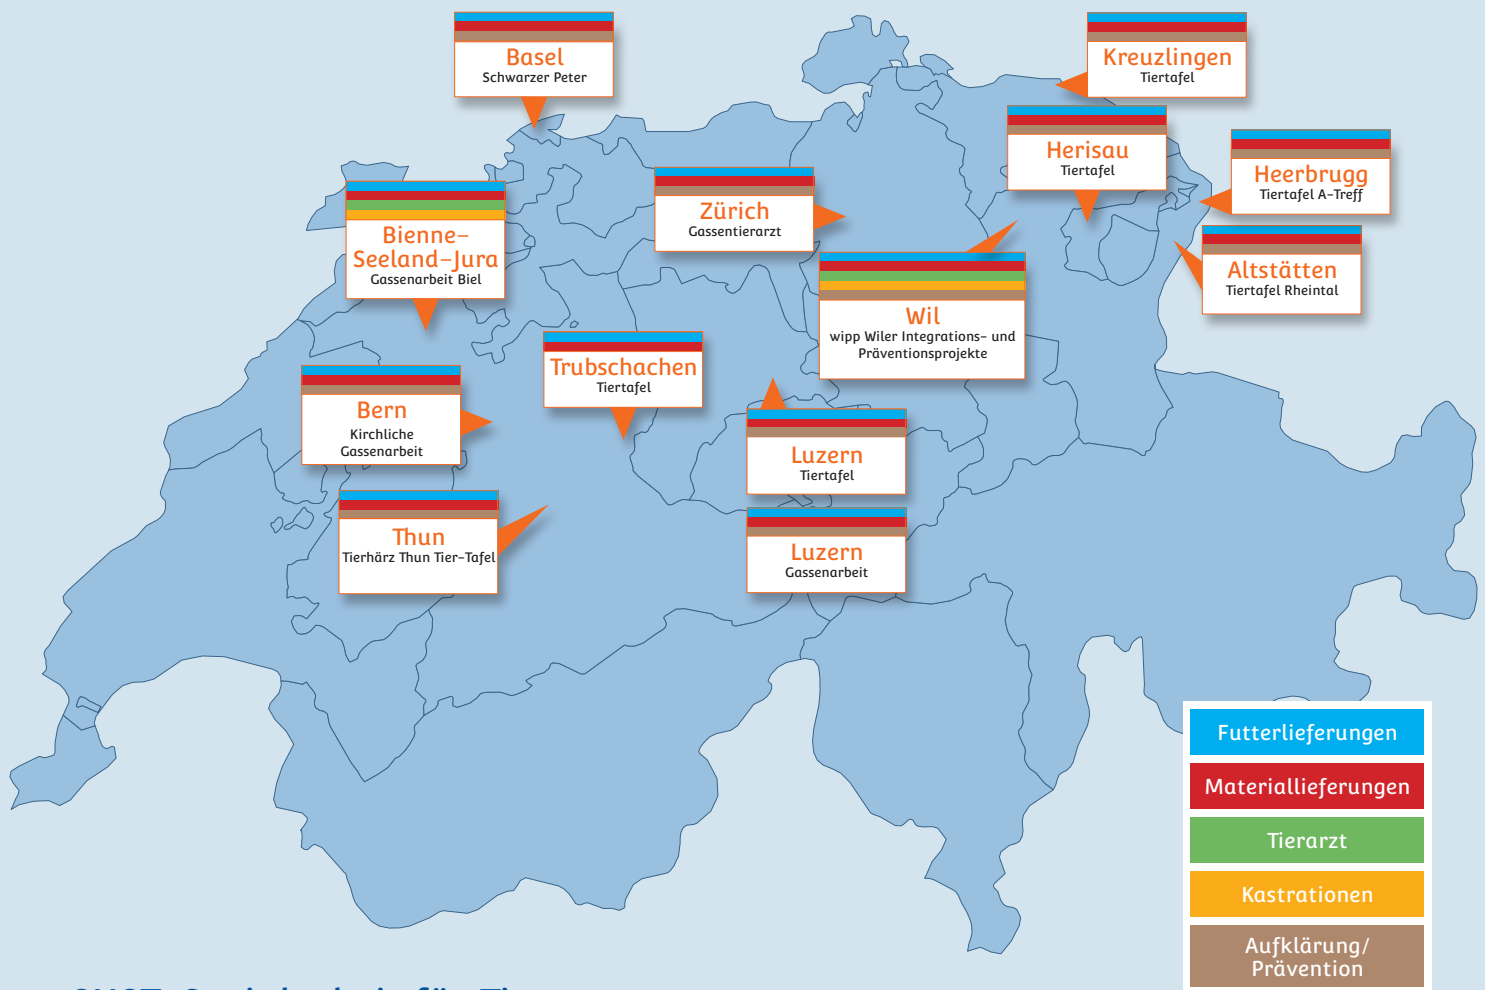 Basel
Schwarzer Peter
Kreuzlingen
Tiertafel
Herisau
Tiertafel
Heerbrugg
Tiertafel A-Treff
Zürich
Gassentierarzt
Bienne-
Seeland-Jura
Gassenarbeit Biel
Altstätten
Tiertafel Rheintal
Wil
wipp Wiler Integrations- und
Präventionsprojekte
Trubschachen
Tiertafel
Bern
Kirchliche
Gassenarbeit
Luzern
Tiertafel
Thun
Tierhärz Thun Tier-Tafel
Luzern
Gassenarbeit
Futterlieferungen
Materiallieferungen
Tierarzt
Kastrationen
Aufklärung/
Prävention